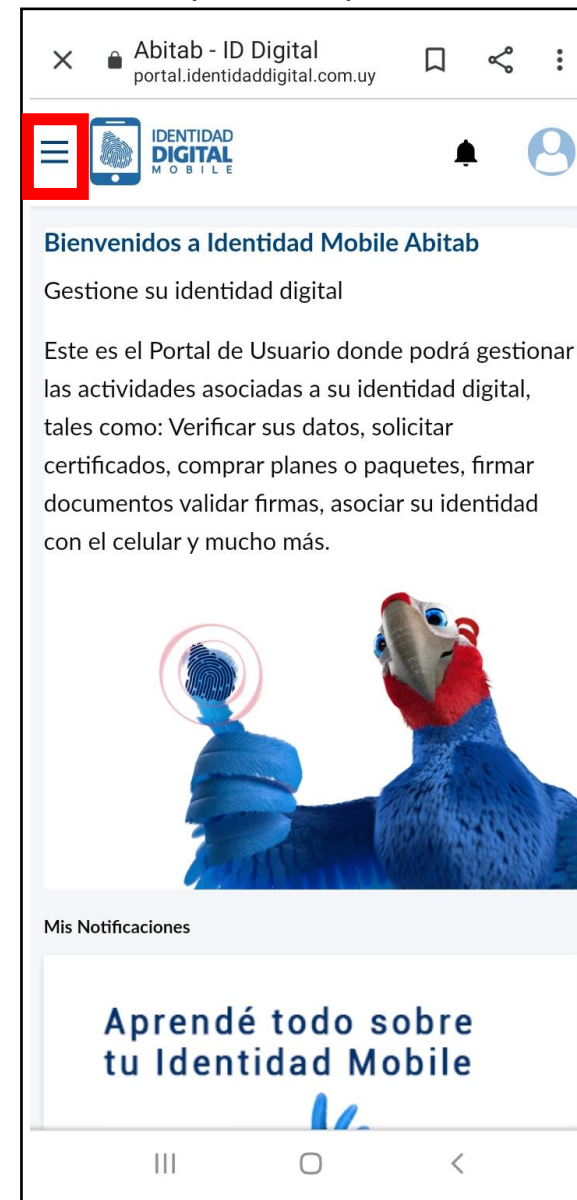 Abitab - ID Digital
portal.identidaddigital.com.uy
IDENTIDAD
DIGITAL
MOBILE
Bienvenidos a Identidad Mobile Abitab
Gestione su identidad digital
Este es el Portal de Usuario donde podrá gestionar
las actividades asociadas a su identidad digital,
tales como: Verificar sus datos, solicitar
certificados, comprar planes o paquetes, firmar
documentos validar firmas, asociar su identidad
con el celular y mucho más.
Mis Notificaciones
Aprendé todo sobre
tu Identidad Mobile